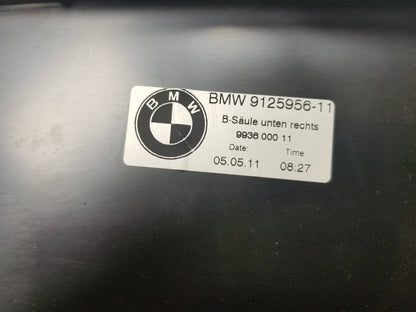 BMW
BMW 9125956-11
B-Säule unten rechts
9936 000 11
Date: Time
05.05.11 08:27